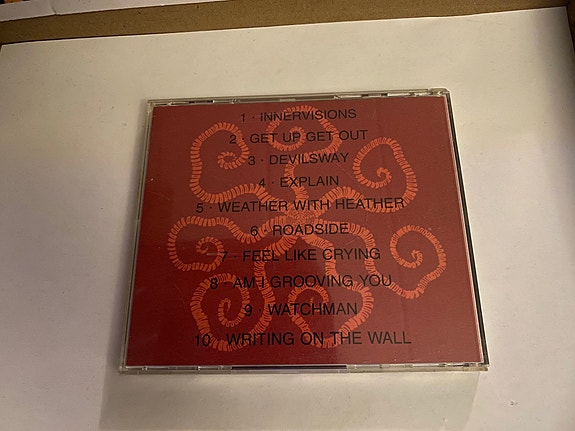 1 · INNERVISIONS
2 · GET UP GET OUT
3 · DEVILSWAY
4 · EXPLAIN
5 · WEATHER WITH HEATHER
6 · ROADSIDE
7 · FEEL LIKE CRYING
8 · AM I GROOVING YOU
9 · WATCHMAN
10 · WRITING ON THE WALL